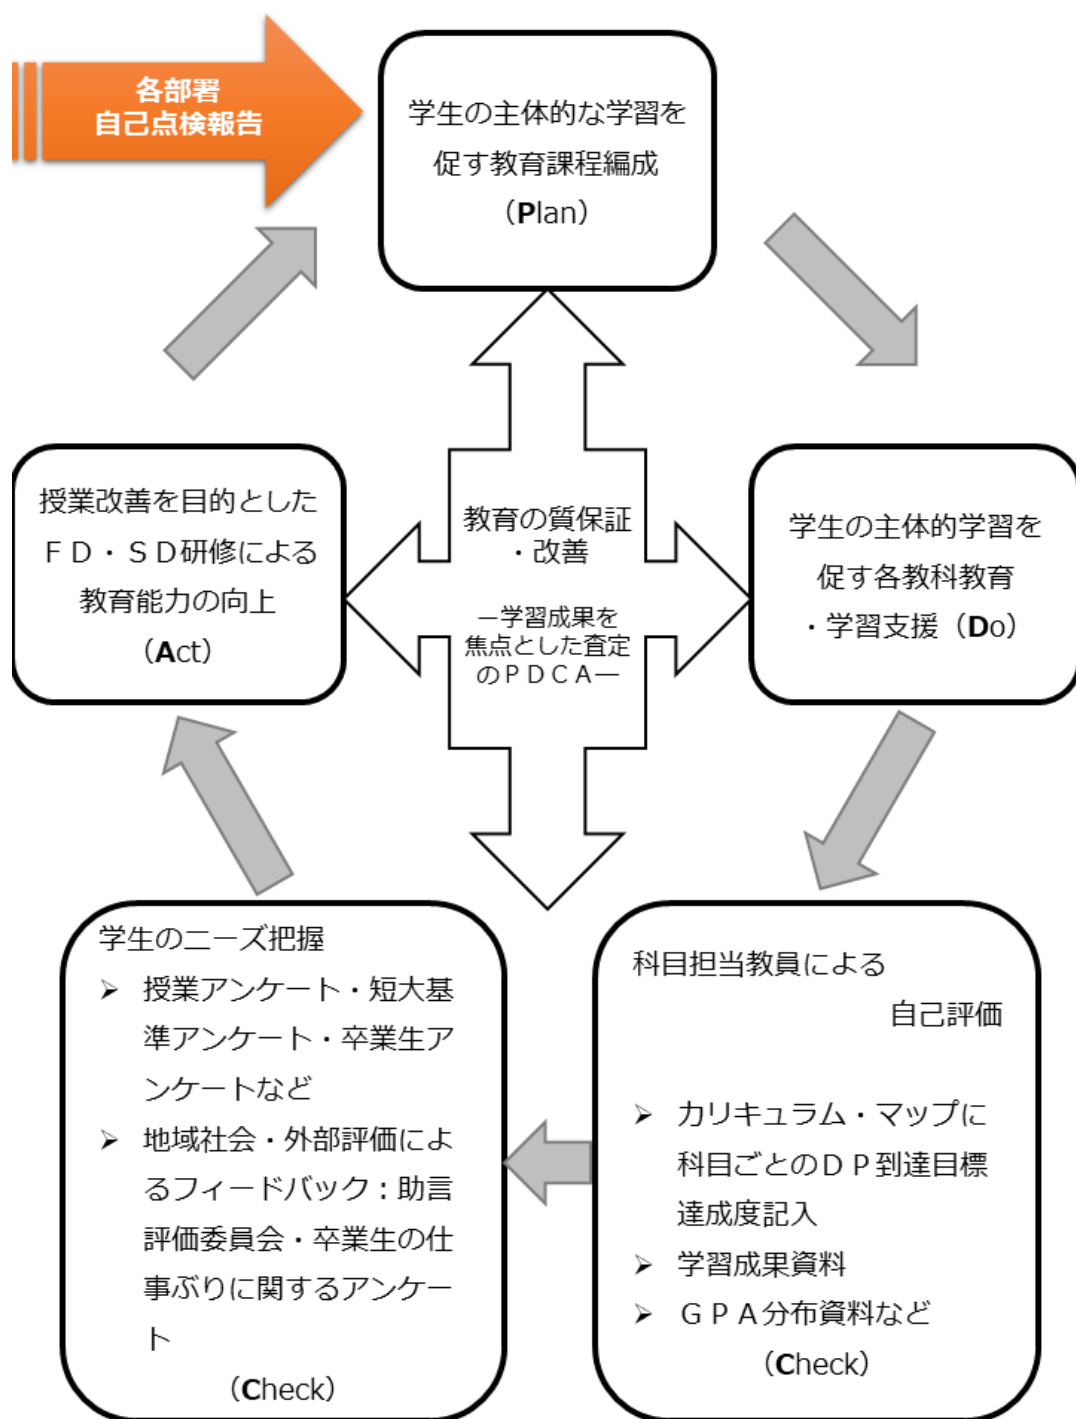 各部署
自己点検報告
学生の主体的な学習を
促す教育課程編成
（Plan）
授業改善を目的とした
ＦＤ・ＳＤ研修による
教育能力の向上
（Act）
教育の質保証
・改善
―学習成果を
焦点とした査定
のＰＤＣＡ―
学生の主体的学習を
促す各教科教育
・学習支援（Do）
学生のニーズ把握
➢ 授業アンケート・短大基
準アンケート・卒業生ア
ンケートなど
➢ 地域社会・外部評価によ
るフィードバック：助言
評価委員会・卒業生の仕
事ぶりに関するアンケー
ト
（Check）
科目担当教員による
自己評価
➢ カリキュラム・マップに
科目ごとのＤＰ到達目標
達成度記入
➢ 学習成果資料
➢ ＧＰＡ分布資料など
（Check）